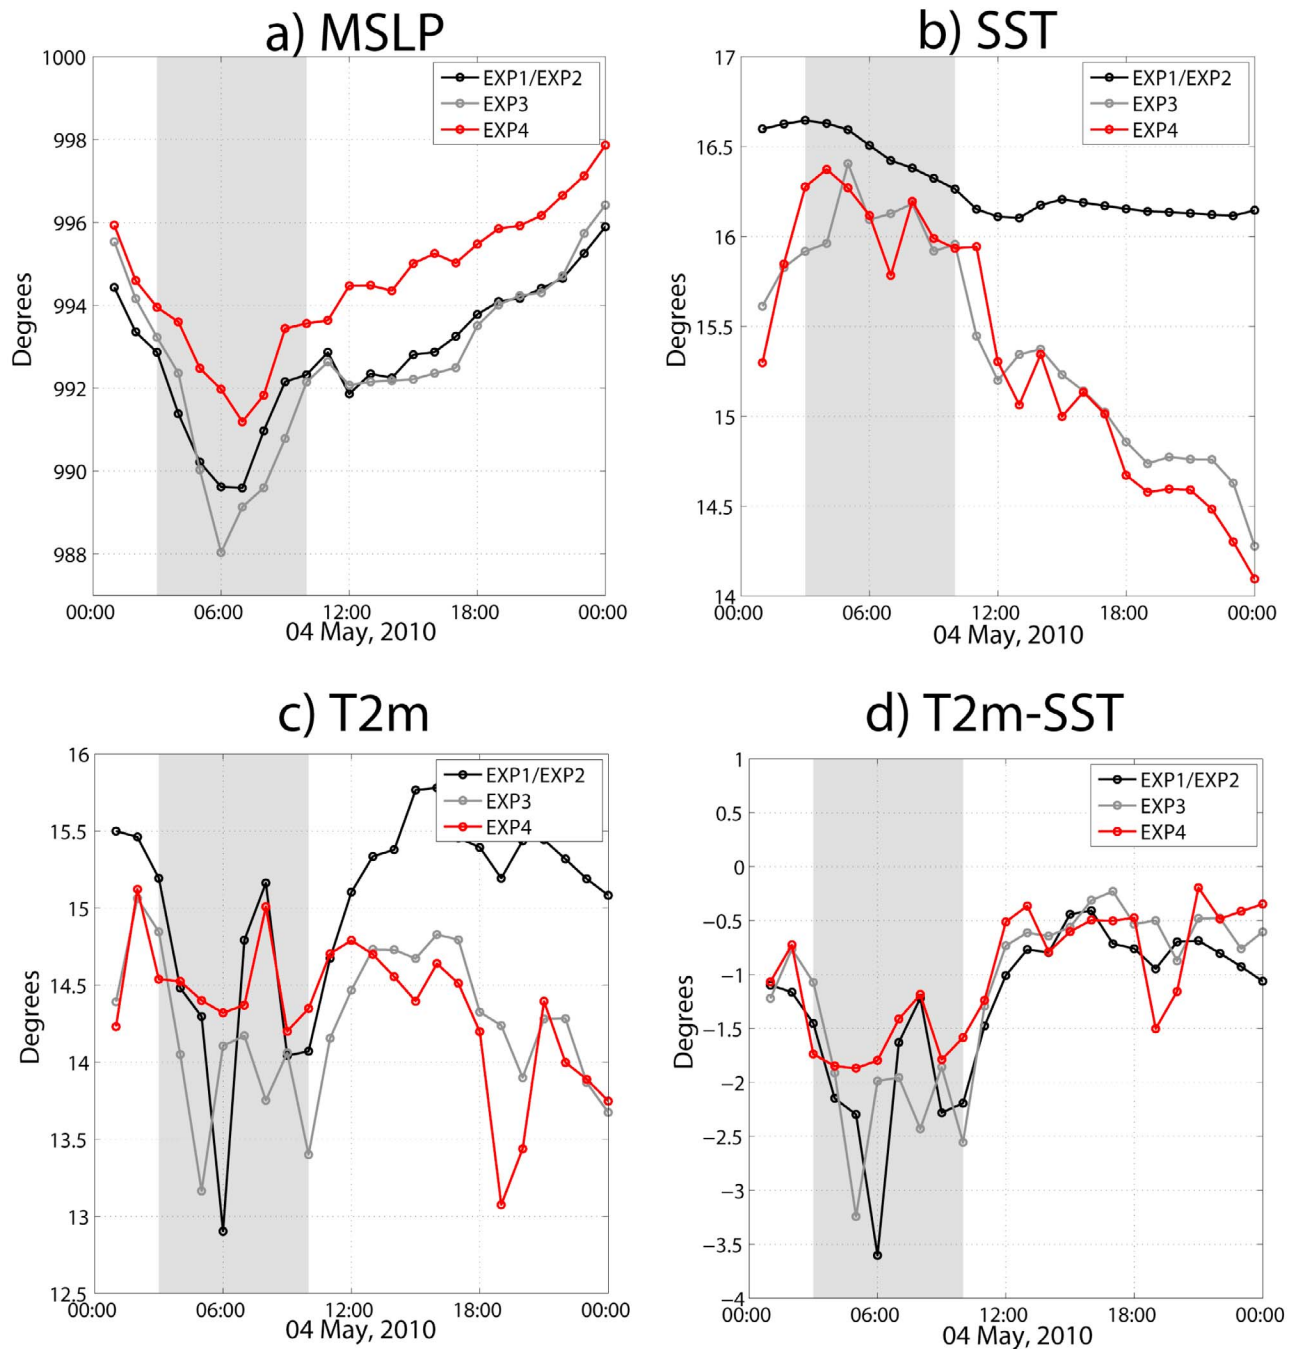 a) MSLP
1000
998
996
994
992
990
988
Degrees
EXP1/EXP2
EXP3
EXP4
00:00 06:00 12:00 18:00 00:00
04 May, 2010
b) SST
17
16.5
16
15.5
15
14.5
14
Degrees
EXP1/EXP2
EXP3
EXP4
00:00 06:00 12:00 18:00 00:00
04 May, 2010
c) T2m
16
15.5
15
14.5
14
13.5
13
12.5
Degrees
EXP1/EXP2
EXP3
EXP4
00:00 06:00 12:00 18:00 00:00
04 May, 2010
d) T2m-SST
1
0.5
0
−0.5
−1
−1.5
−2
−2.5
−3
−3.5
−4
Degrees
EXP1/EXP2
EXP3
EXP4
00:00 06:00 12:00 18:00 00:00
04 May, 2010